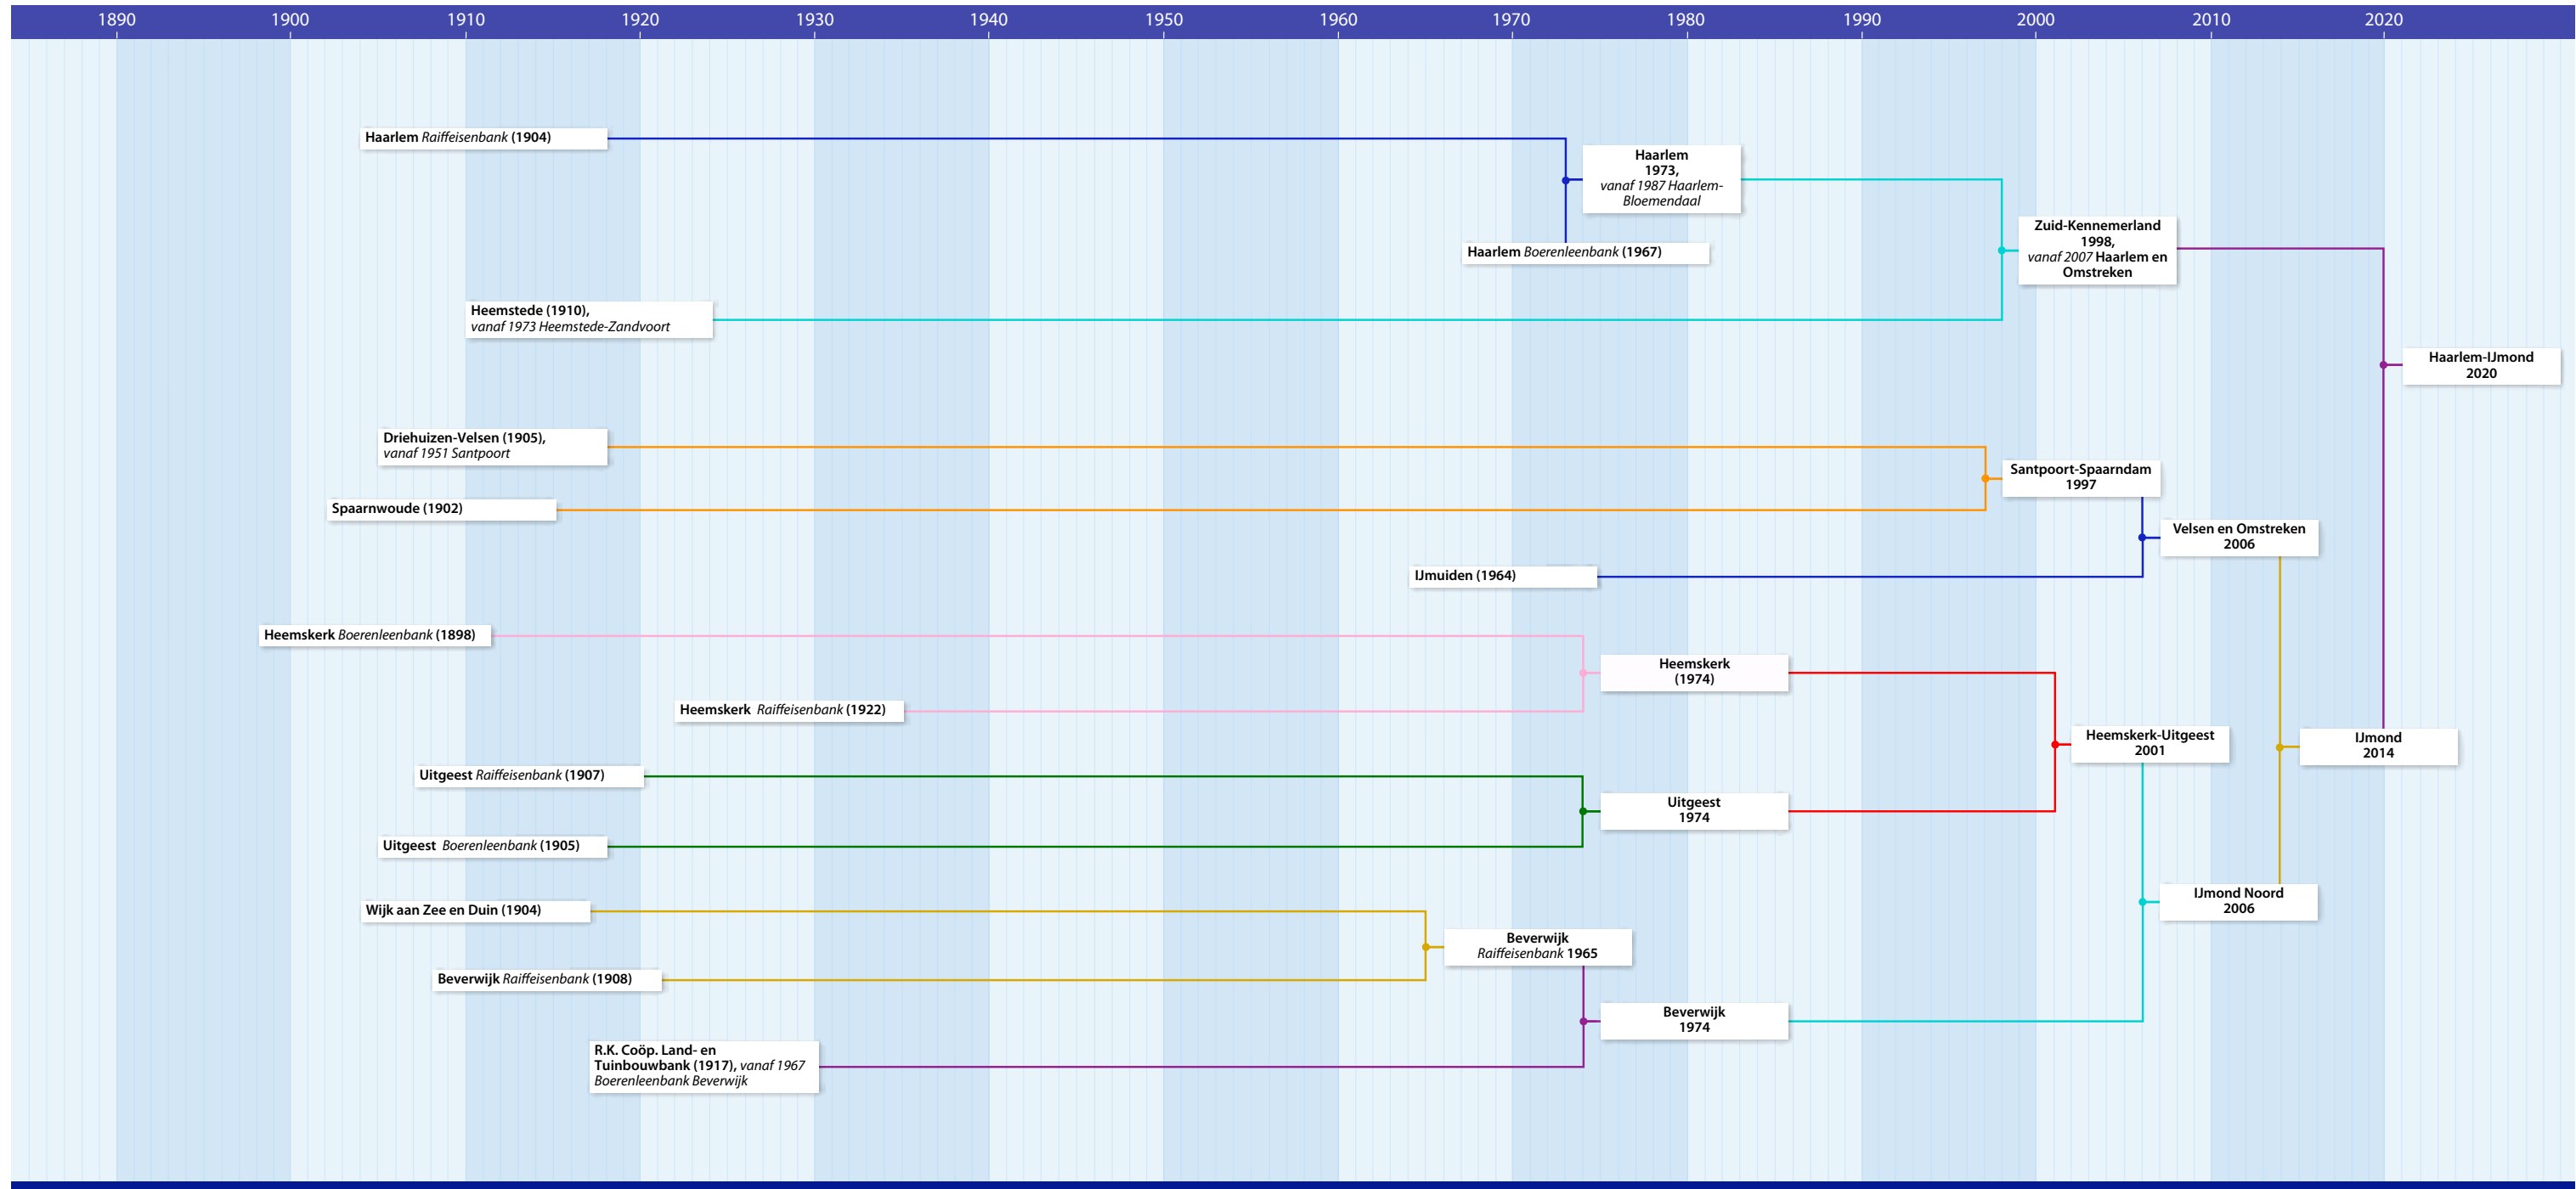 1890 1900 1910 1920 1930 1940 1950 1960 1970 1980 1990 2000 2010 2020
Haarlem Raiffeisenbank (1904)
Haarlem
1973,
vanaf 1987 Haarlem-
Bloemendaal
Haarlem Boerenleenbank (1967)
Zuid-Kennemerland
1998,
vanaf 2007 Haarlem en
Omstreken
Heemstede (1910),
vanaf 1973 Heemstede-Zandvoort
Haarlem-IJmond
2020
Driehuizen-Velsen (1905),
vanaf 1951 Santpoort
Santpoort-Spaarndam
1997
Spaarnwoude (1902)
Velsen en Omstreken
2006
IJmuiden (1964)
Heemskerk Boerenleenbank (1898)
Heemskerk
(1974)
Heemskerk Raiffeisenbank (1922)
Heemskerk-Uitgeest
2001
IJmond
2014
Uitgeest Raiffeisenbank (1907)
Uitgeest
1974
Uitgeest Boerenleenbank (1905)
IJmond Noord
2006
Wijk aan Zee en Duin (1904)
Beverwijk
Raiffeisenbank 1965
Beverwijk Raiffeisenbank (1908)
Beverwijk
1974
R.K. Coöp. Land- en
Tuinbouwbank (1917), vanaf 1967
Boerenleenbank Beverwijk